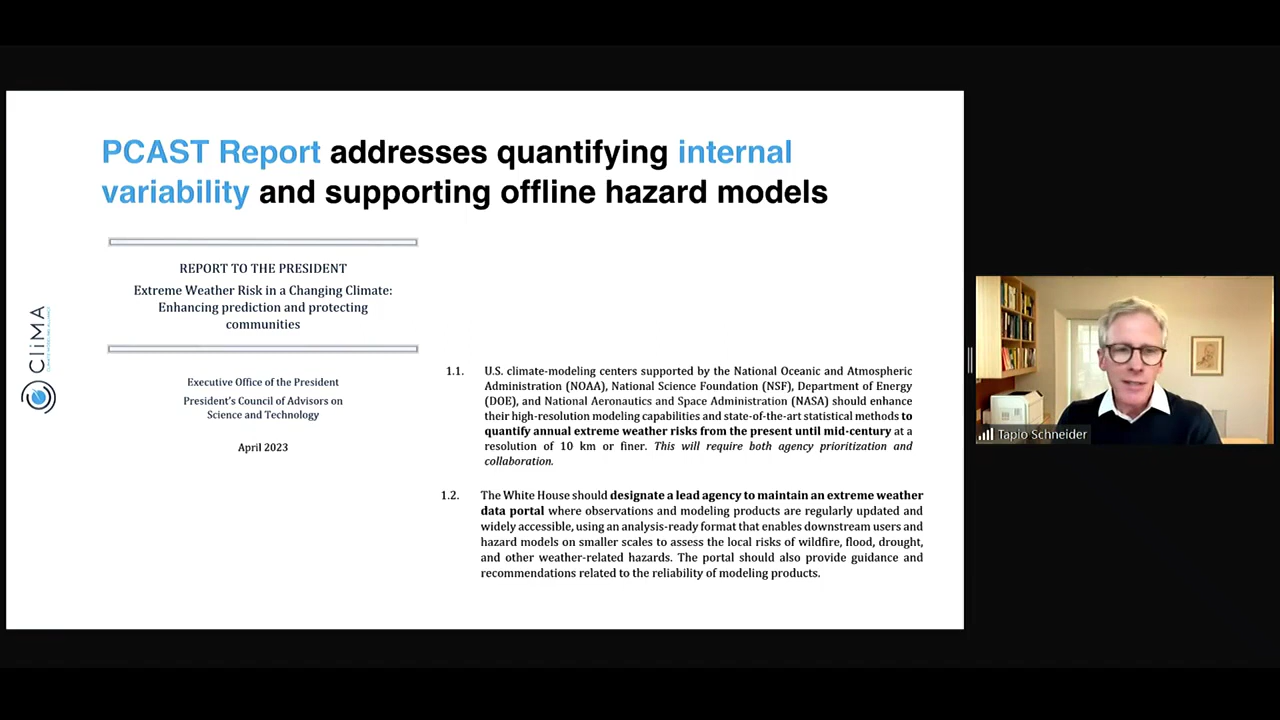 PCAST Report addresses quantifying internal
variability and supporting offline hazard models
REPORT TO THE PRESIDENT
Extreme Weather Risk in a Changing Climate:
Enhancing prediction and protecting
communities
Executive Office of the President
President's Council of Advisors on
Science and Technology
April 2023
CliMA
CLIMATE MODELING ALLIANCE
1.1. U.S. climate-modeling centers supported by the National Oceanic and Atmospheric
Administration (NOAA), National Science Foundation (NSF), Department of Energy
(DOE), and National Aeronautics and Space Administration (NASA) should enhance
their high-resolution modeling capabilities and state-of-the-art statistical methods to
quantify annual extreme weather risks from the present until mid-century at a
resolution of 10 km or finer. This will require both agency prioritization and
collaboration.
1.2. The White House should designate a lead agency to maintain an extreme weather
data portal where observations and modeling products are regularly updated and
widely accessible, using an analysis-ready format that enables downstream users and
hazard models on smaller scales to assess the local risks of wildfire, flood, drought,
and other weather-related hazards. The portal should also provide guidance and
recommendations related to the reliability of modeling products.
Tapio Schneider